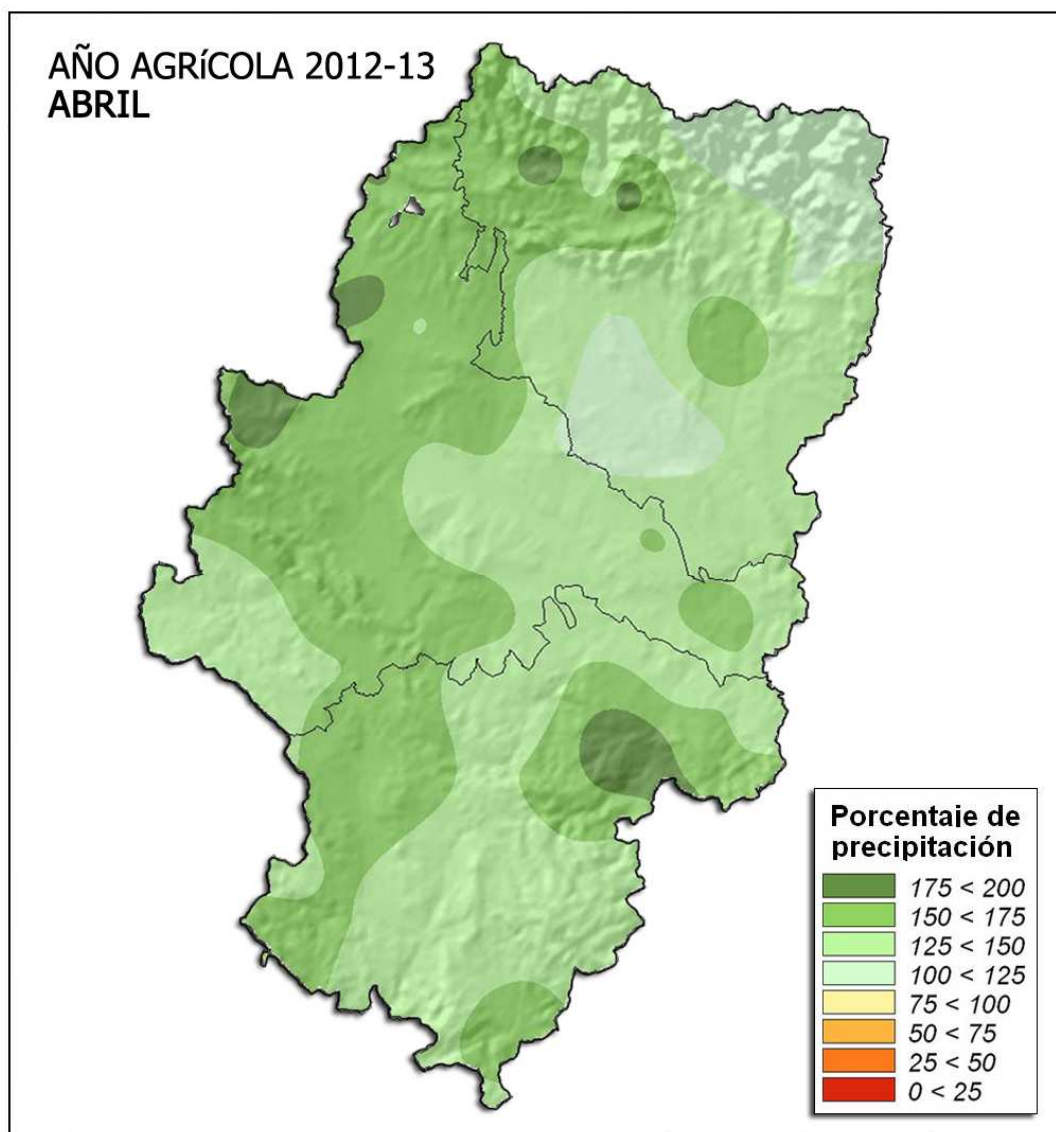 AÑO AGRíCOLA 2012-13
ABRIL
Porcentaje de
precipitación
175 < 200
150 < 175
125 < 150
100 < 125
75 < 100
50 < 75
25 < 50
0 < 25